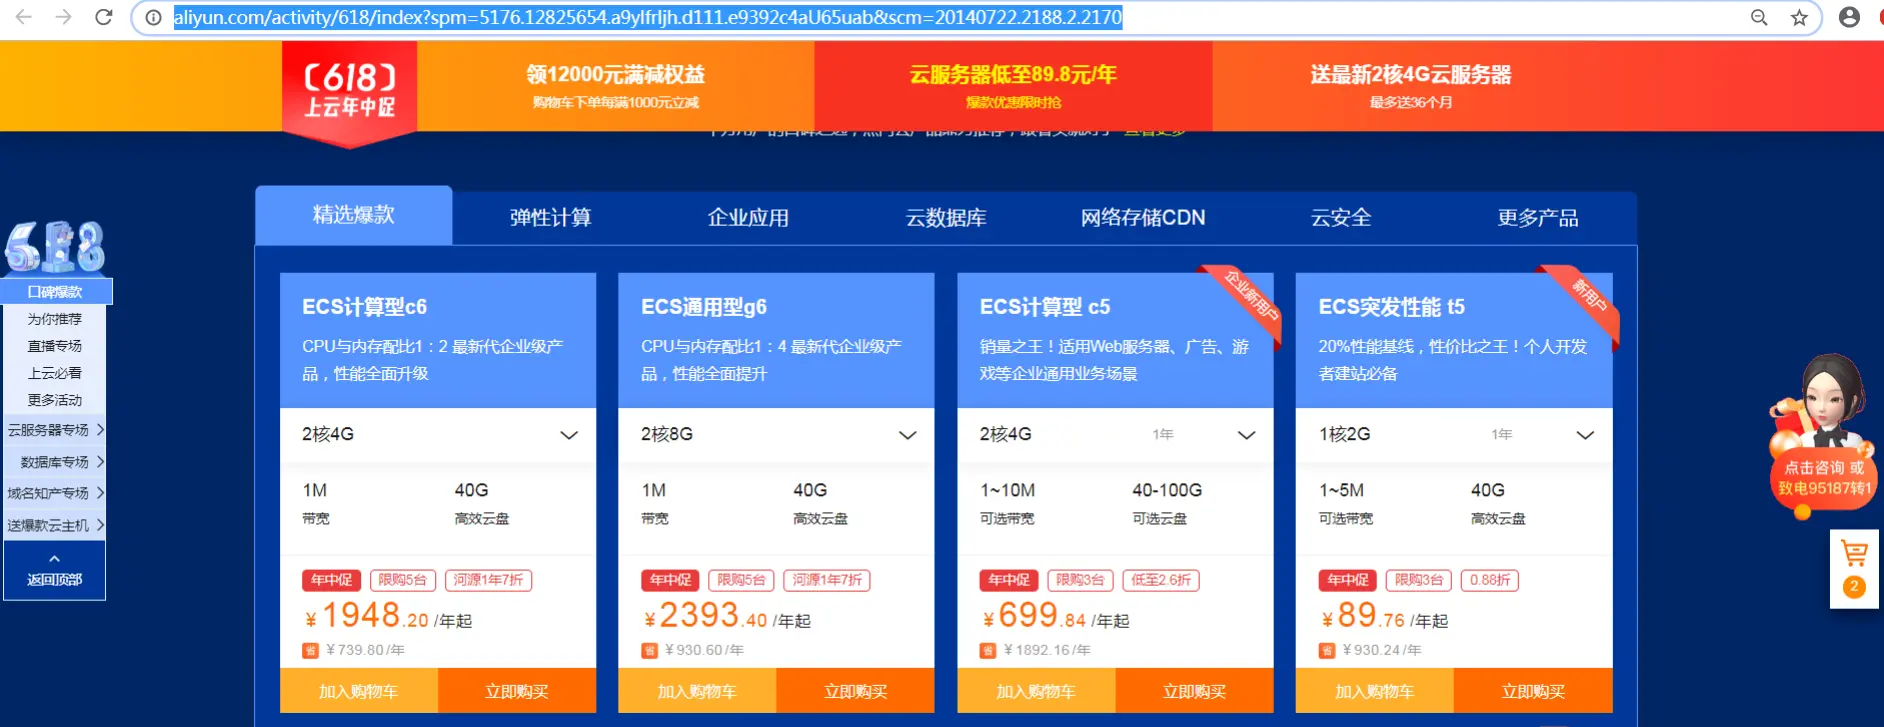 aliyun.com/activity/618/index?spm=5176.12825654.a9ylfrljh.d111.e9392c4aU65uab&scm=20140722.2188.2.2170
618
上云年中促
领12000元满减权益
购物车下单每满1000元立减
云服务器低至89.8元/年
爆款优惠限时抢
送最新2核4G云服务器
最多送36个月
精选爆款
弹性计算
企业应用
云数据库
网络存储CDN
云安全
更多产品
618
口碑爆款
为你推荐
直播专场
上云必看
更多活动
云服务器专场
数据库专场
域名知产专场
送爆款云主机
返回顶部
ECS计算型c6
CPU与内存配比1：2 最新代企业级产
品，性能全面升级
2核4G
1M
40G
带宽
高效云盘
年中促 限购5台 河源1年7折
¥1948.20 /年起
省 ¥739.80/年
加入购物车
立即购买
ECS通用型g6
CPU与内存配比1：4 最新代企业级产
品，性能全面提升
2核8G
1M
40G
带宽
高效云盘
年中促 限购5台 河源1年7折
¥2393.40 /年起
省 ¥930.60/年
加入购物车
立即购买
企业新用户
ECS计算型 c5
销量之王！适用Web服务器、广告、游
戏等企业通用业务场景
2核4G
1年
1~10M
40-100G
可选带宽
可选云盘
年中促 限购3台 低至2.6折
¥699.84 /年起
省 ¥1892.16/年
加入购物车
立即购买
新用户
ECS突发性能 t5
20%性能基线，性价比之王！个人开发
者建站必备
1核2G
1年
1~5M
40G
可选带宽
高效云盘
年中促 限购3台 0.88折
¥89.76 /年起
省 ¥930.24/年
加入购物车
立即购买
点击咨询 或
致电95187转1
2